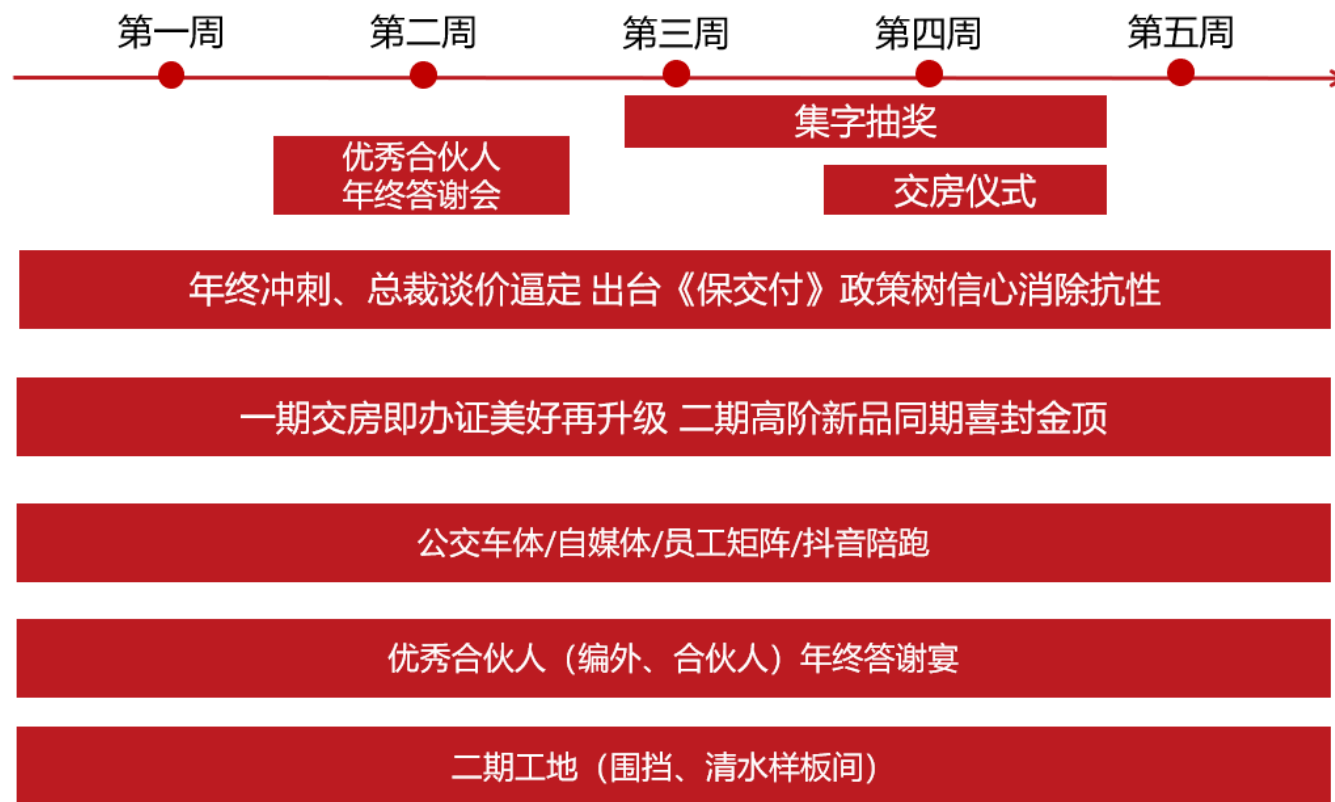 第一周
第二周
第三周
第四周
第五周
集字抽奖
优秀合伙人
年终答谢会
交房仪式
年终冲刺、总裁谈价逼定 出台《保交付》政策树信心消除抗性
一期交房即办证美好再升级 二期高阶新品同期喜封金顶
公交车体/自媒体/员工矩阵/抖音陪跑
优秀合伙人（编外、合伙人）年终答谢宴
二期工地（围挡、清水样板间）